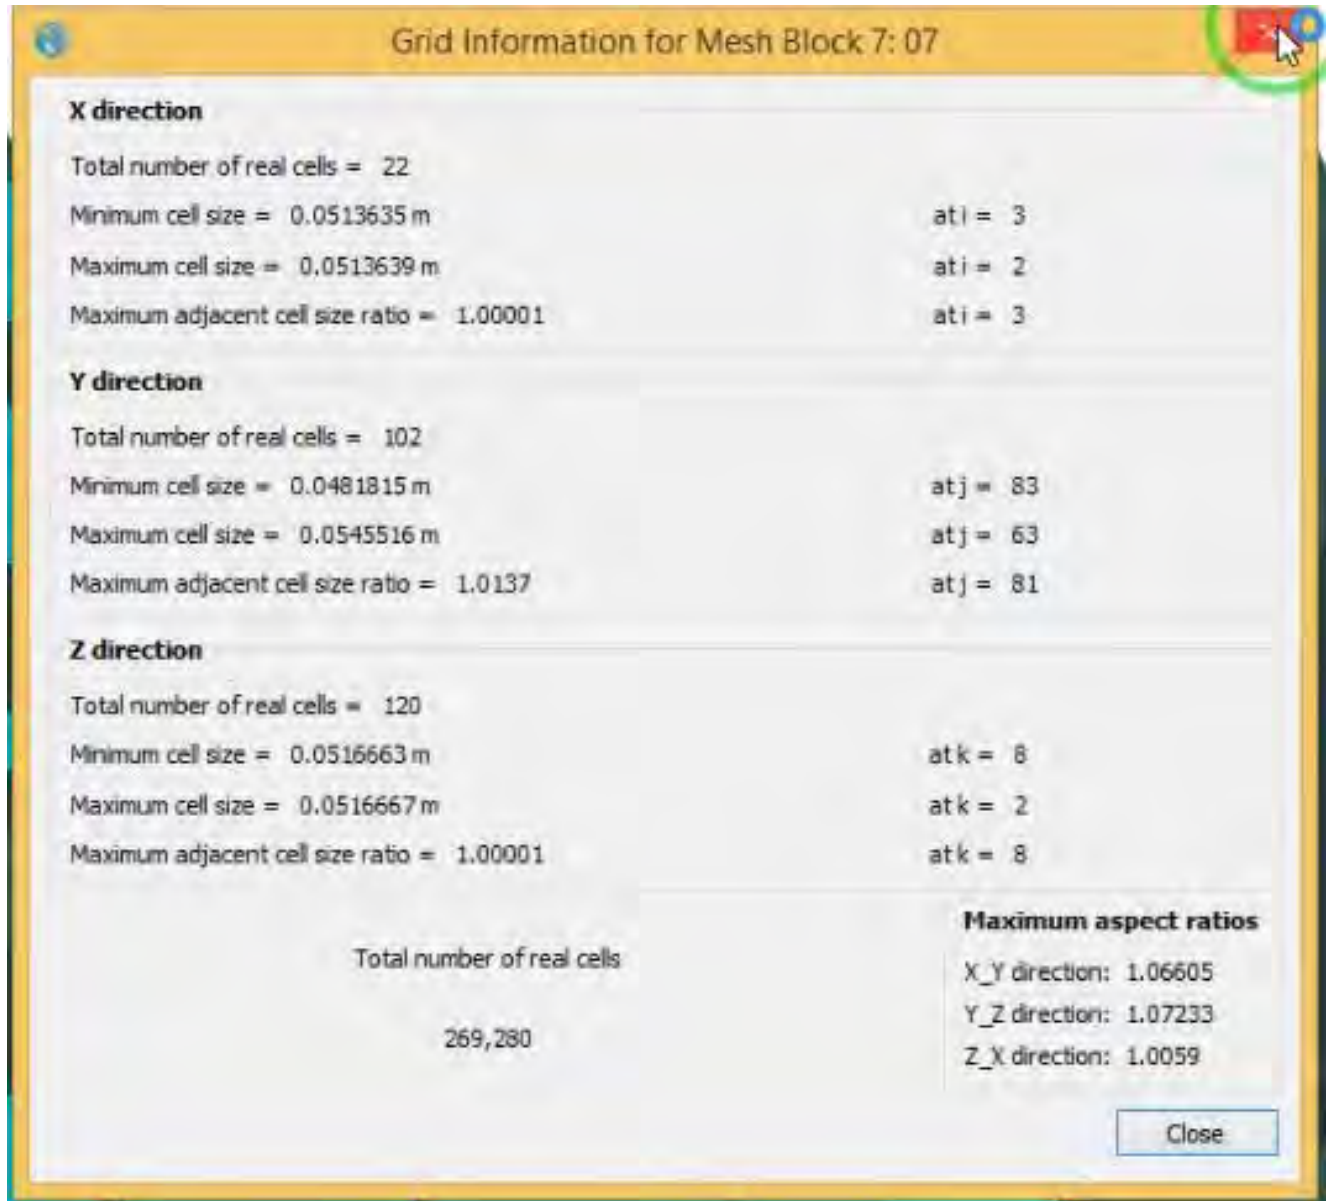 Grid Information for Mesh Block 7: 07
X direction
Total number of real cells = 22
Minimum cell size = 0.0513635 m at i = 3
Maximum cell size = 0.0513639 m at i = 2
Maximum adjacent cell size ratio = 1.00001 at i = 3
Y direction
Total number of real cells = 102
Minimum cell size = 0.0481815 m at j = 83
Maximum cell size = 0.0545516 m at j = 63
Maximum adjacent cell size ratio = 1.0137 at j = 81
Z direction
Total number of real cells = 120
Minimum cell size = 0.0516663 m at k = 8
Maximum cell size = 0.0516667 m at k = 2
Maximum adjacent cell size ratio = 1.00001 at k = 8
Total number of real cells
269,280
Maximum aspect ratios
X_Y direction: 1.06605
Y_Z direction: 1.07233
Z_X direction: 1.0059
Close